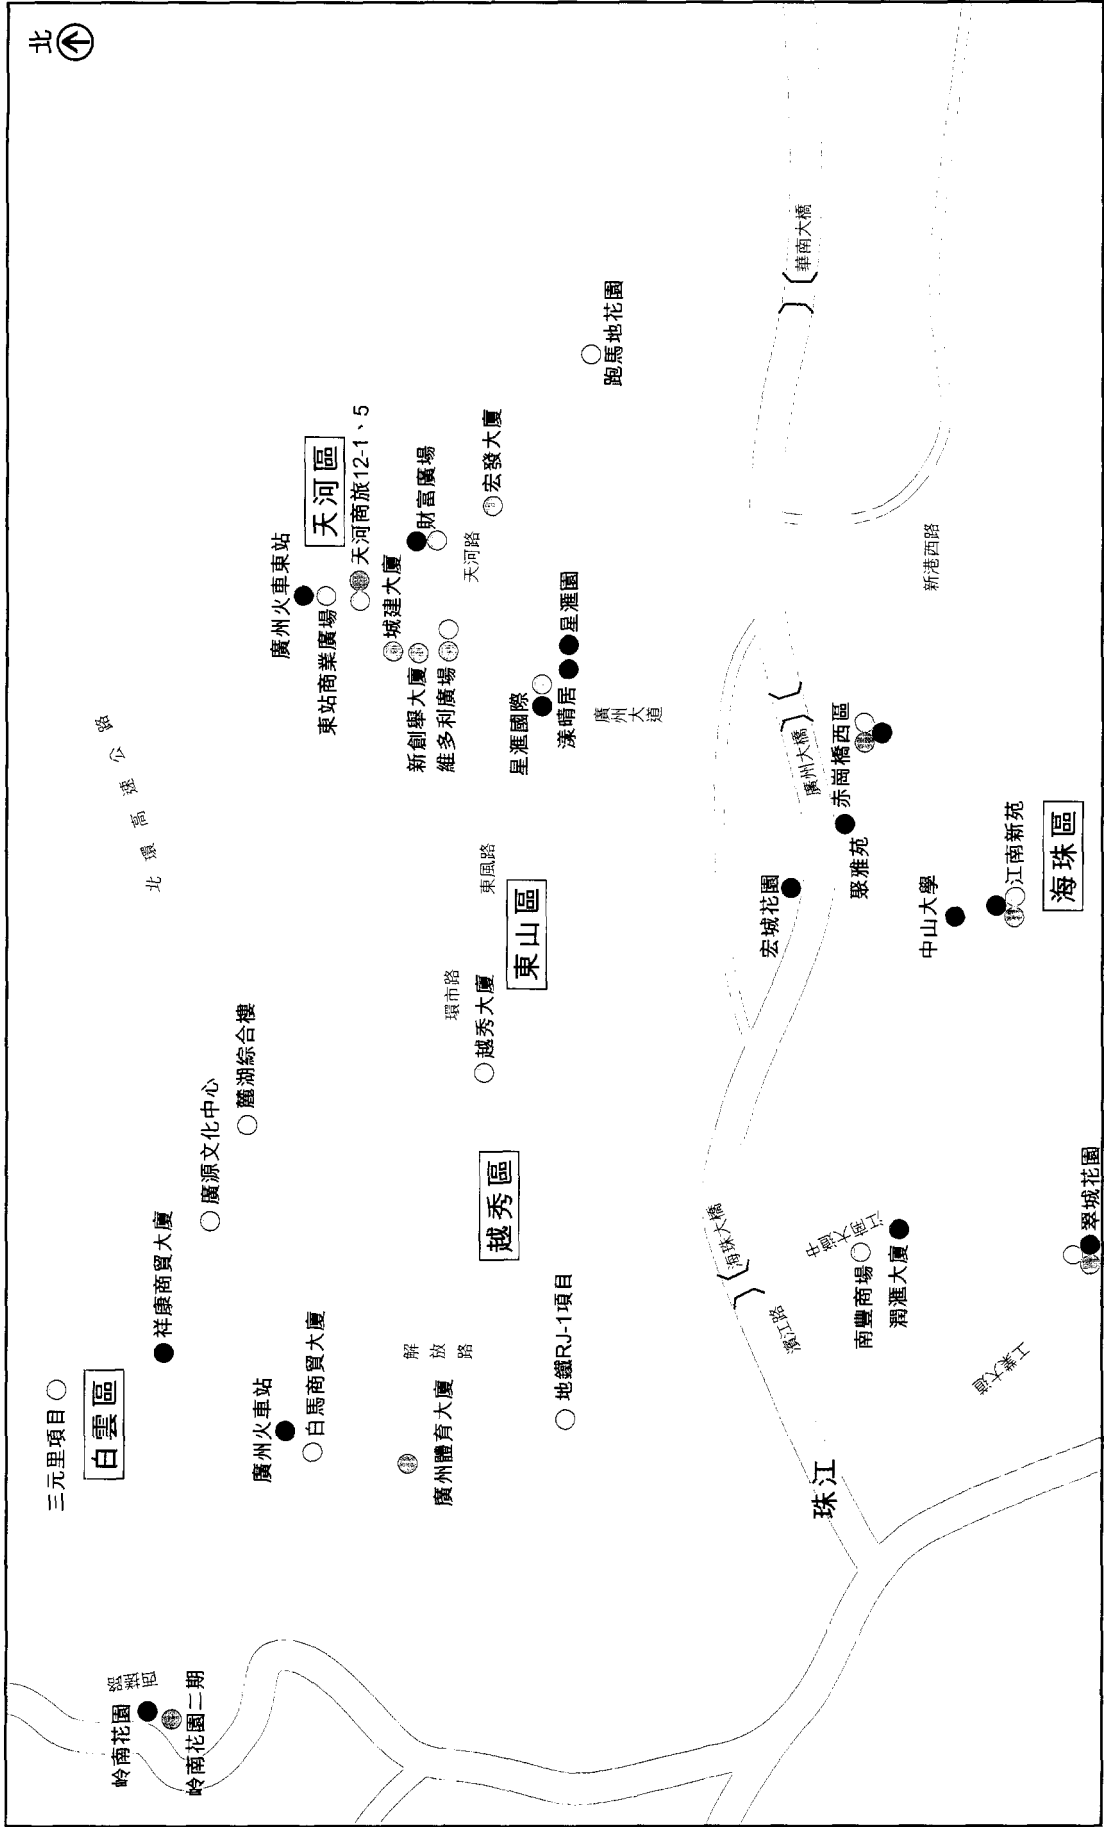 北
三元里項目
白雲區
祥康商貿大廈
廣源文化中心
麓湖綜合樓
北環高速公路
嶺南花園
嶺南花園二期
廣州火車站
白馬商貿大廈
解放路
廣州體育大廈
地鐵RJ-1項目
越秀區
環市路
越秀大廈
東風路
東山區
廣州火車東站
東站商業廣場
天河區
天河商旅12-1、5
城建大廈
新創舉大廈
維多利廣場
財富廣場
天河路
宏發大廈
星滙國際
漾晴居
星滙園
廣州大道
跑馬地花園
華南大橋
廣州大橋
海珠大橋
濱江路
珠江
宏城花園
聚雅苑
赤崗橋西區
新港西路
江南大道中
南豐商場
潤滙大廈
中山大學
江南新苑
海珠區
工業大道
翠城花園